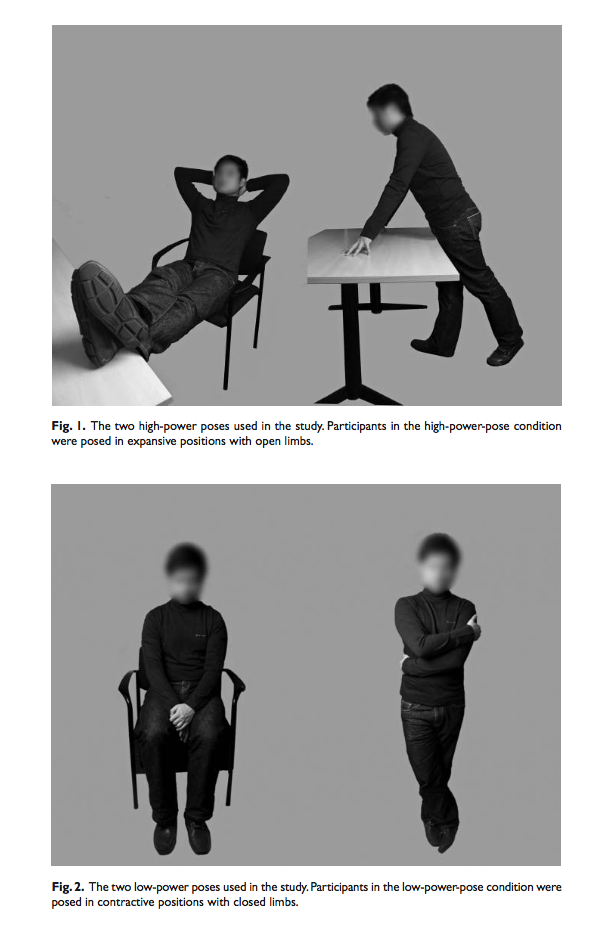 Fig. 1. The two high-power poses used in the study. Participants in the high-power-pose condition
were posed in expansive positions with open limbs.
Fig. 2. The two low-power poses used in the study. Participants in the low-power-pose condition were
posed in contractive positions with closed limbs.